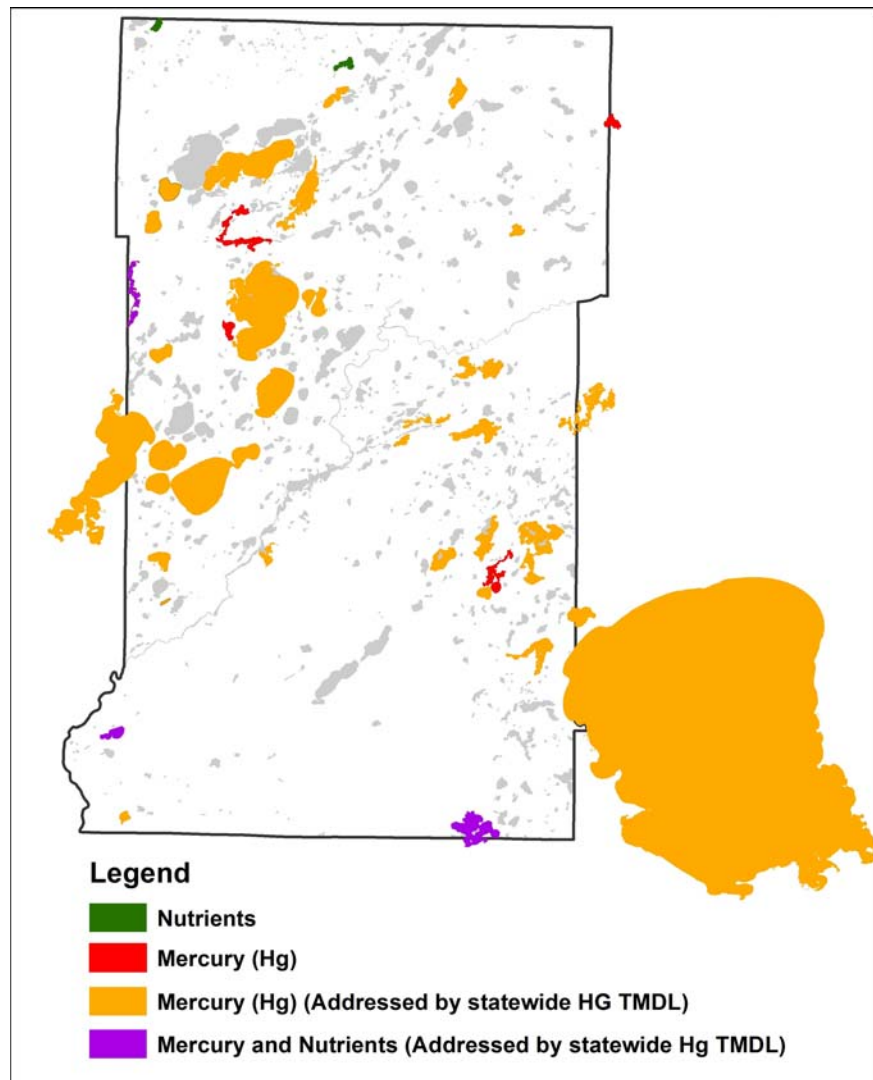 Legend
Nutrients
Mercury (Hg)
Mercury (Hg) (Addressed by statewide HG TMDL)
Mercury and Nutrients (Addressed by statewide Hg TMDL)